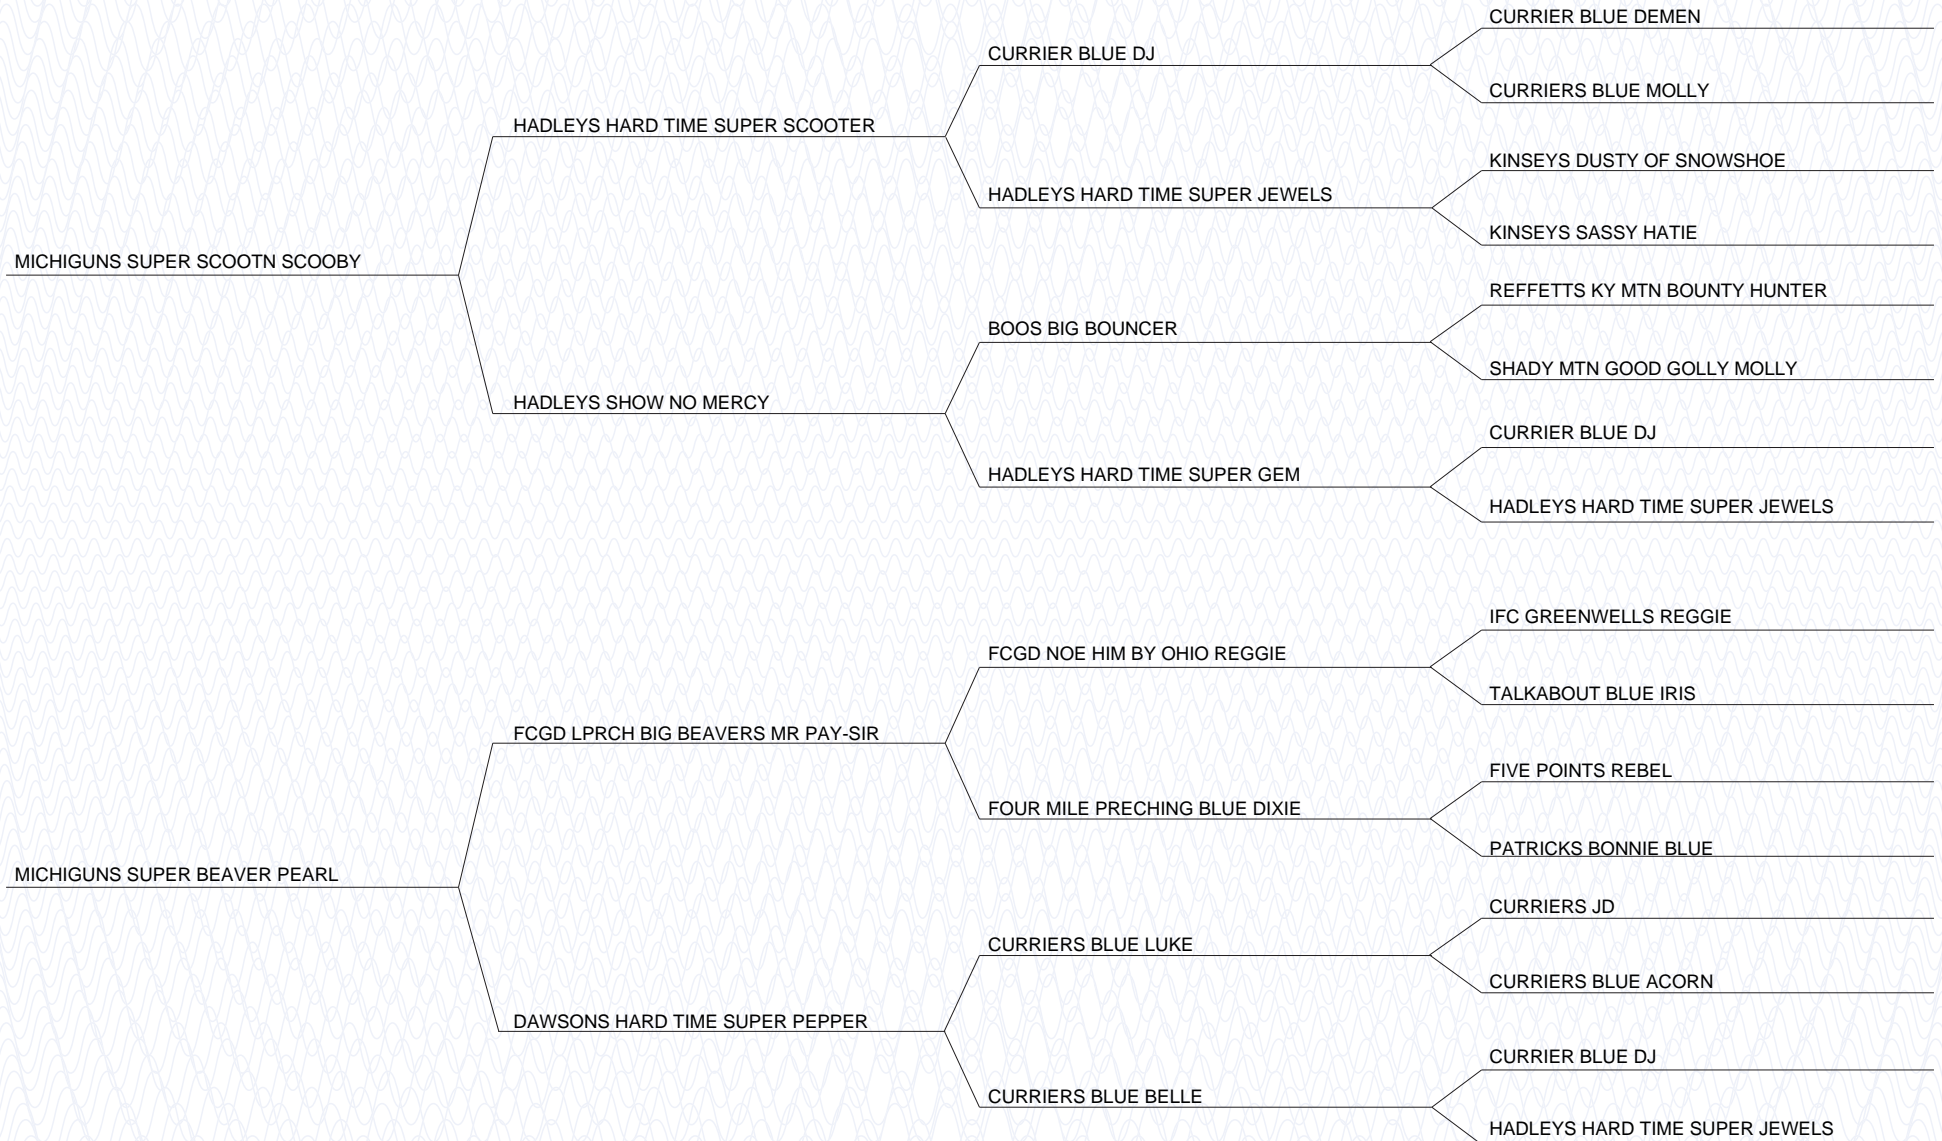 CURRIER BLUE DEMEN
CURRIER BLUE DJ
CURRIERS BLUE MOLLY
HADLEYS HARD TIME SUPER SCOOTER
KINSEYS DUSTY OF SNOWSHOE
HADLEYS HARD TIME SUPER JEWELS
KINSEYS SASSY HATIE
MICHIGUNS SUPER SCOOTN SCOOBY
REFFETTS KY MTN BOUNTY HUNTER
BOOS BIG BOUNCER
SHADY MTN GOOD GOLLY MOLLY
HADLEYS SHOW NO MERCY
CURRIER BLUE DJ
HADLEYS HARD TIME SUPER GEM
HADLEYS HARD TIME SUPER JEWELS
IFC GREENWELLS REGGIE
FCGD NOE HIM BY OHIO REGGIE
TALKABOUT BLUE IRIS
FCGD LPRCH BIG BEAVERS MR PAY-SIR
FIVE POINTS REBEL
FOUR MILE PRECHING BLUE DIXIE
PATRICKS BONNIE BLUE
MICHIGUNS SUPER BEAVER PEARL
CURRIERS JD
CURRIERS BLUE LUKE
CURRIERS BLUE ACORN
DAWSONS HARD TIME SUPER PEPPER
CURRIER BLUE DJ
CURRIERS BLUE BELLE
HADLEYS HARD TIME SUPER JEWELS